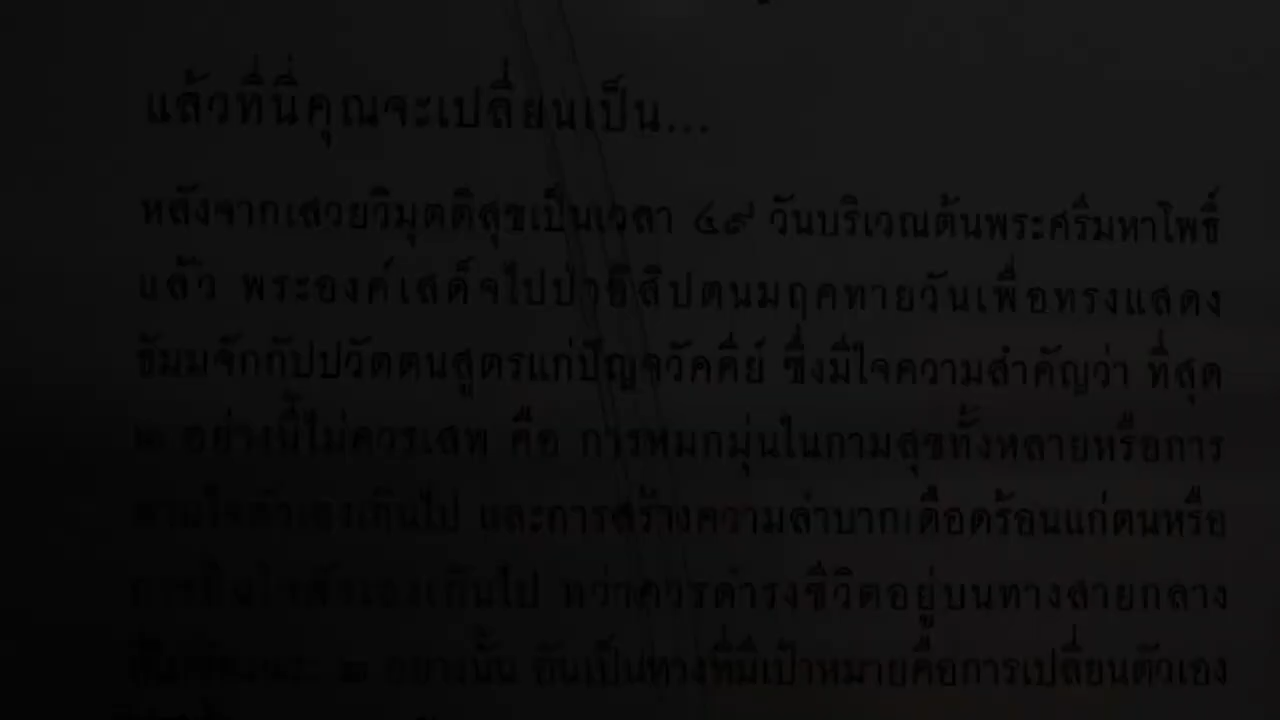 แล้วที่นี่คุณจะเปลี่ยนเป็น...
หลังจากเสวยวิมุตติสุขเป็นเวลา ๔๙ วันบริเวณต้นพระศรีมหาโพธิ์
แล้ว พระองค์เสด็จไปป่าอิสิปตนมฤคทายวันเพื่อทรงแสดง
ธัมมจักกัปปวัตตนสูตรแก่ปัญจวัคคีย์ ซึ่งมีใจความสำคัญว่า ที่สุด
๒ อย่างนี้ไม่ควรเสพ คือ การหมกมุ่นในกามสุขทั้งหลายหรือการ
ตามใจตัวเองเกินไป และการสร้างความลำบากเดือดร้อนแก่ตนหรือ
เกินไป หว่าควรดำรงชีวิตอยู่บนทางสายกลาง
๒ อย่างนั้น อันเป็นทางที่มีเป้าหมายคือการเปลี่ยนตัวเอง